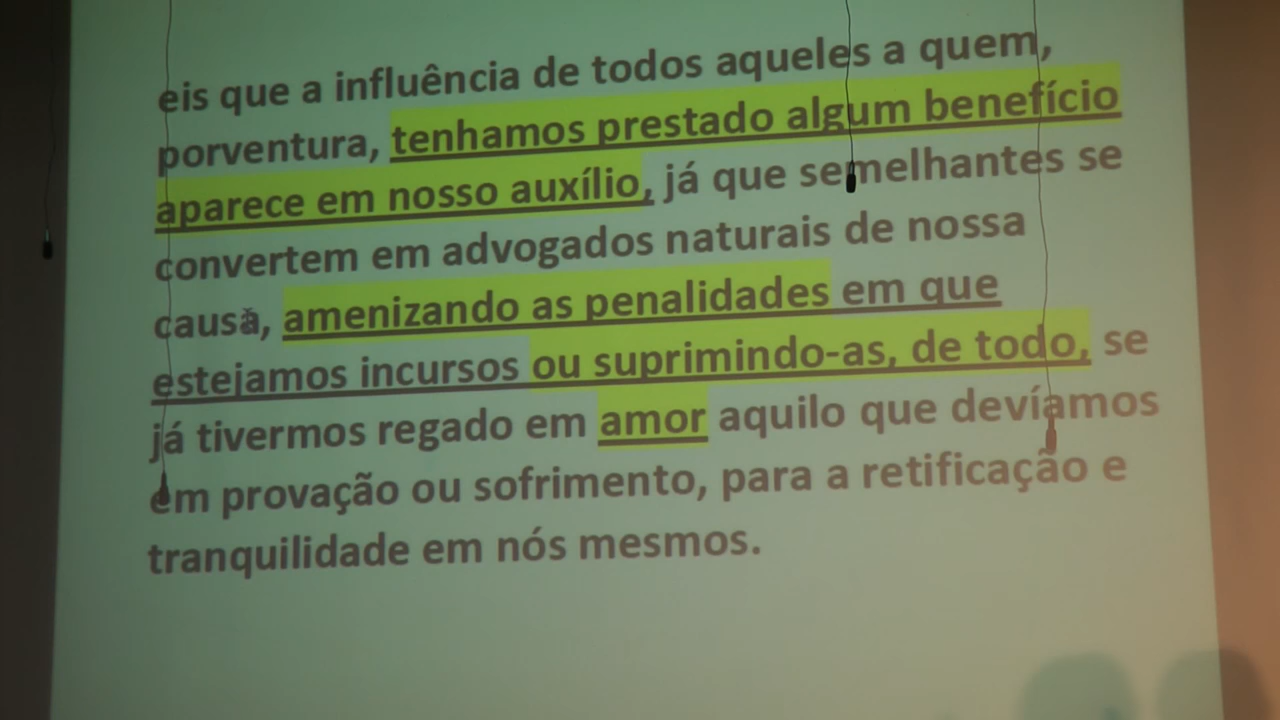 eis que a influência de todos aqueles a quem,
porventura, tenhamos prestado algum benefício
aparece em nosso auxílio, já que semelhantes se
convertem em advogados naturais de nossa
causa, amenizando as penalidades em que
estejamos incursos ou suprimindo-as, de todo, se
já tivermos regado em amor aquilo que devíamos
em provação ou sofrimento, para a retificação e
tranquilidade em nós mesmos.